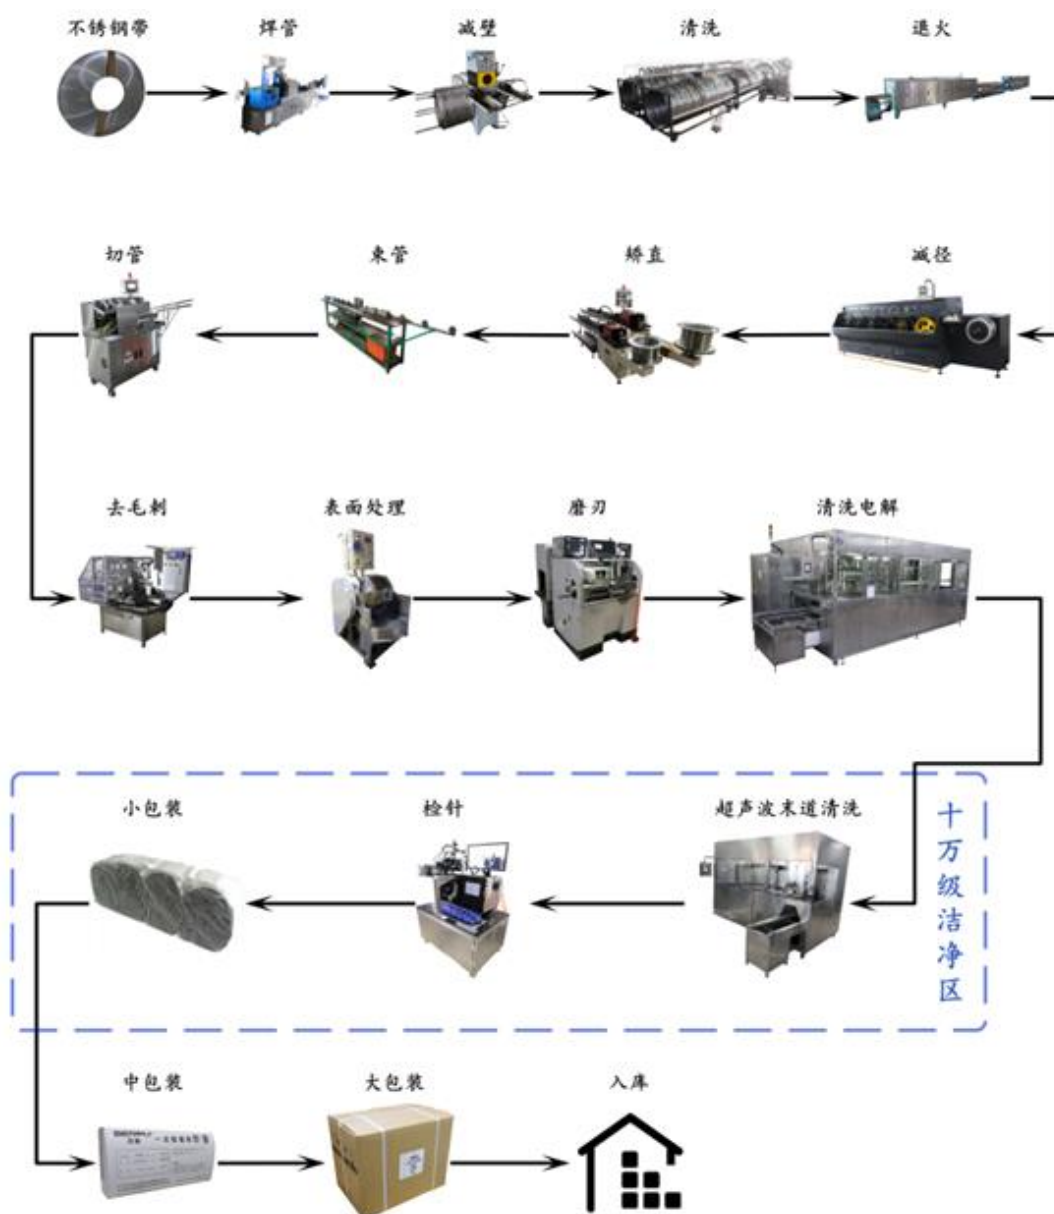 不锈钢带
焊管
减壁
清洗
退火
减径
矫直
束管
切管
去毛刺
表面处理
磨刃
清洗电解
十万级洁净区
超声波末道清洗
检针
小包装
中包装
大包装
入库